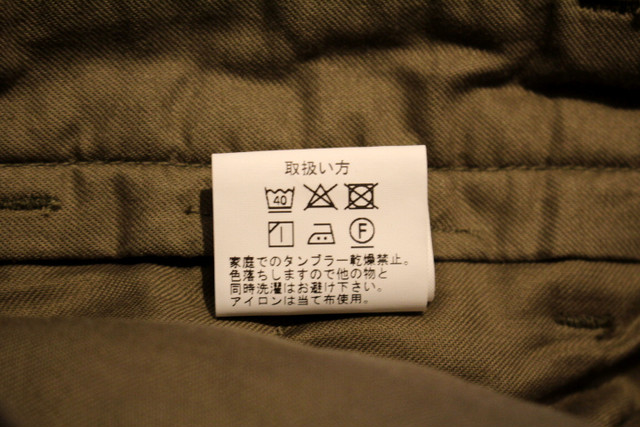 取扱い方
40
F
家庭でのタンブラー乾燥禁止。
色落ちしますので他の物と
同時洗濯はお避け下さい。
アイロンは当て布使用。